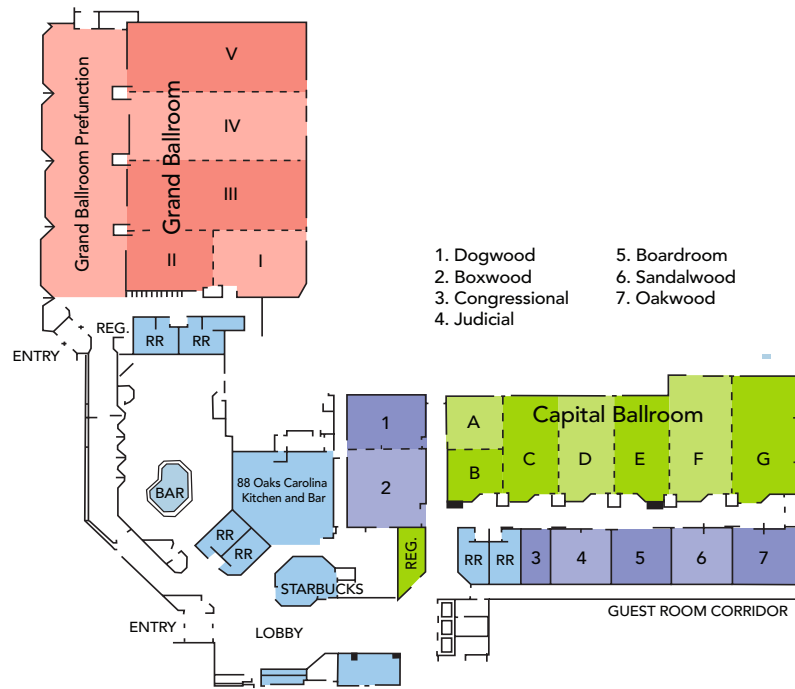 V
IV
III
II
I
Grand Ballroom Prefunction
Grand Ballroom
1. Dogwood
2. Boxwood
3. Congressional
4. Judicial
5. Boardroom
6. Sandalwood
7. Oakwood
REG.
RR
RR
ENTRY
1
2
A
B
C
D
E
F
G
Capital Ballroom
BAR
88 Oaks Carolina
Kitchen and Bar
RR
RR
REG.
RR
RR
3
4
5
6
7
STARBUCKS
GUEST ROOM CORRIDOR
ENTRY
LOBBY